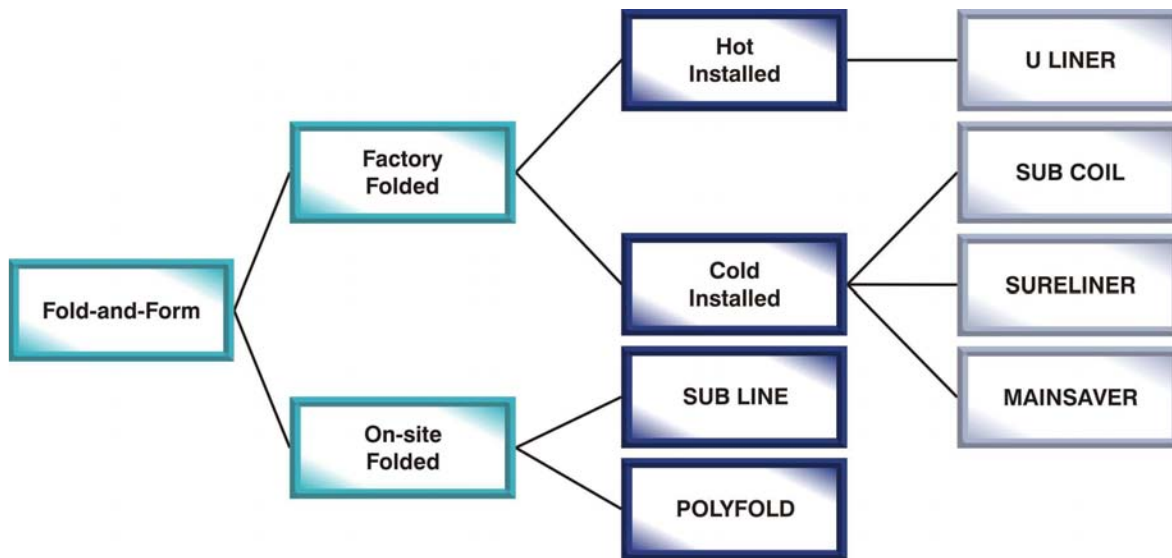 Hot
Installed
U LINER
Factory
Folded
SUB COIL
Cold
Installed
Fold-and-Form
SURELINER
SUB LINE
MAINSAVER
On-site
Folded
POLYFOLD